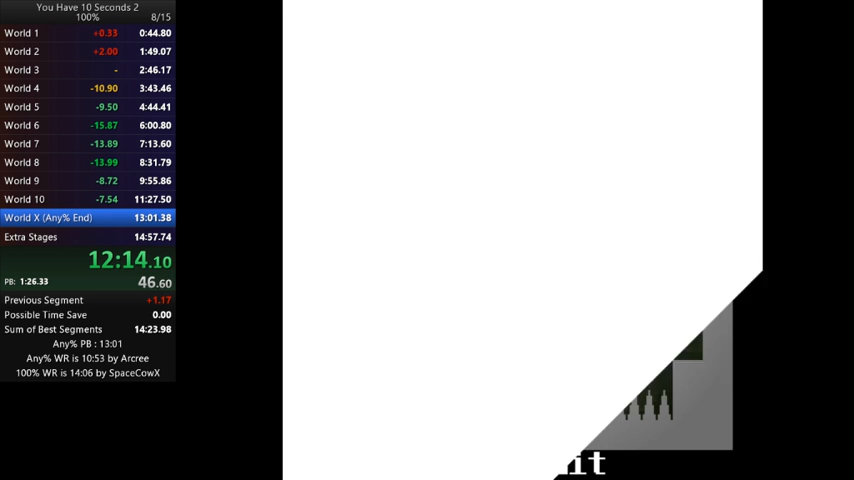 You Have 10 Seconds 2
100% 8/15
World 1 +0.33 0:44.80
World 2 +2.00 1:49.07
World 3 - 2:46.17
World 4 -10.90 3:43.46
World 5 -9.50 4:44.41
World 6 -15.87 6:00.80
World 7 -13.89 7:13.60
World 8 -13.99 8:31.79
World 9 -8.72 9:55.86
World 10 -7.54 11:27.50
World X (Any% End) 13:01.38
Extra Stages 14:57.74
12:14.10
PB: 1:26.33 46.60
Previous Segment +1.17
Possible Time Save 0.00
Sum of Best Segments 14:23.98
Any% PB : 13:01
Any% WR is 10:53 by Arcree
100% WR is 14:06 by SpaceCowX
it